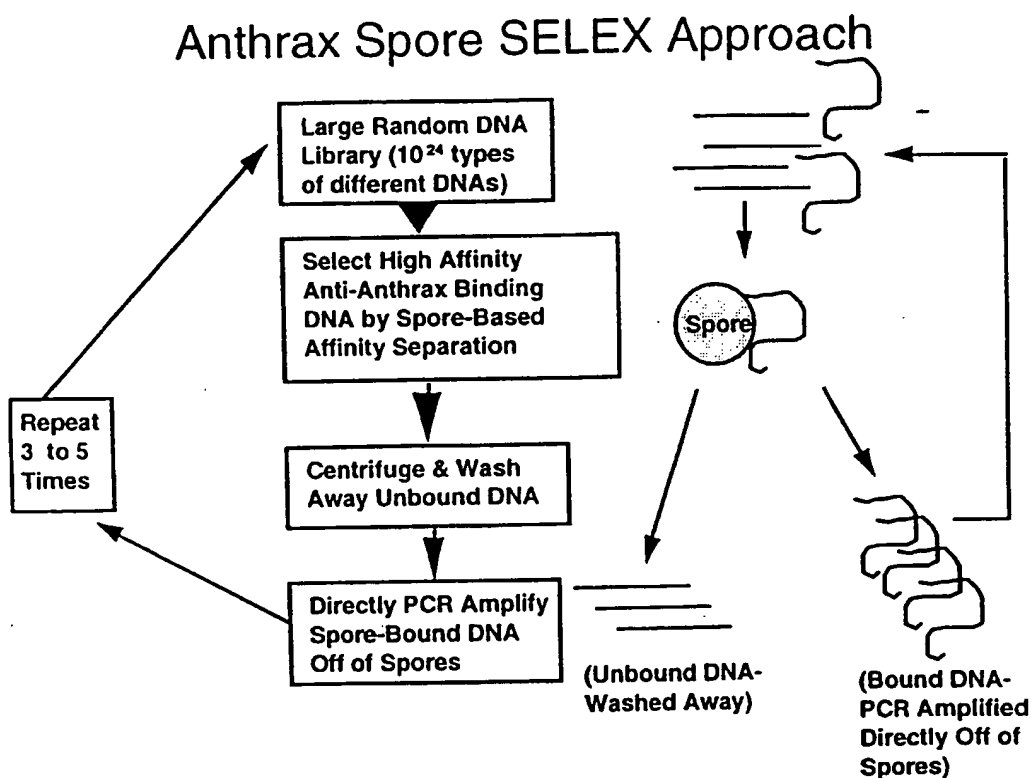 Anthrax Spore SELEX Approach
Large Random DNA
Library (10²⁴ types
of different DNAs)
Select High Affinity
Anti-Anthrax Binding
DNA by Spore-Based
Affinity Separation
Spore
Repeat
3 to 5
Times
Centrifuge & Wash
Away Unbound DNA
Directly PCR Amplify
Spore-Bound DNA
Off of Spores
(Unbound DNA-
Washed Away)
(Bound DNA-
PCR Amplified
Directly Off of
Spores)